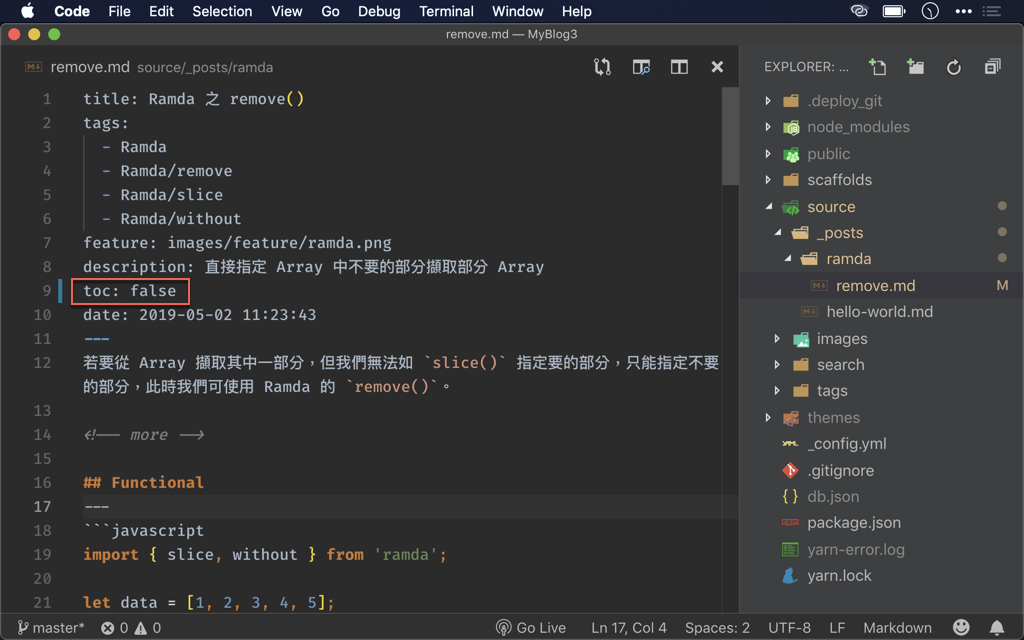 Code File Edit Selection View Go Debug Terminal Window Help
remove.md — MyBlog3
remove.md source/_posts/ramda
1 title: Ramda 之 remove()
2 tags:
3 - Ramda
4 - Ramda/remove
5 - Ramda/slice
6 - Ramda/without
7 feature: images/feature/ramda.png
8 description: 直接指定 Array 中不要的部分擷取部分 Array
9 toc: false
10 date: 2019-05-02 11:23:43
11 ---
12 若要從 Array 擷取其中一部分，但我們無法如 `slice()` 指定要的部分，只能指定不要
的部分，此時我們可使用 Ramda 的 `remove()`。
13
14 <!-- more -->
15
16 ## Functional
17 ---
18 ```javascript
19 import { slice, without } from 'ramda';
20
21 let data = [1, 2, 3, 4, 5];
EXPLORER: ...
.deploy_git
node_modules
public
scaffolds
source
_posts
ramda
remove.md M
hello-world.md
images
search
tags
themes
_config.yml
.gitignore
db.json
package.json
yarn-error.log
yarn.lock
master* 0 0 Go Live Ln 17, Col 4 Spaces: 2 UTF-8 LF Markdown